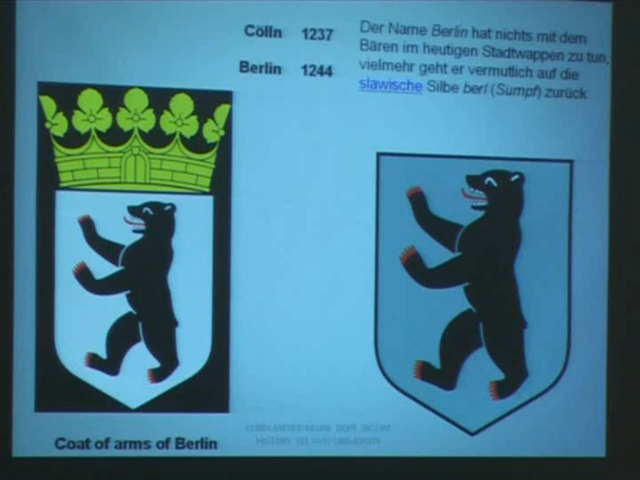 Cölln 1237
Berlin 1244
Der Name Berlin hat nichts mit dem
Bären im heutigen Stadtwappen zu tun,
vielmehr geht er vermutlich auf die
slawische Silbe berl (Sumpf) zurück
Coat of arms of Berlin